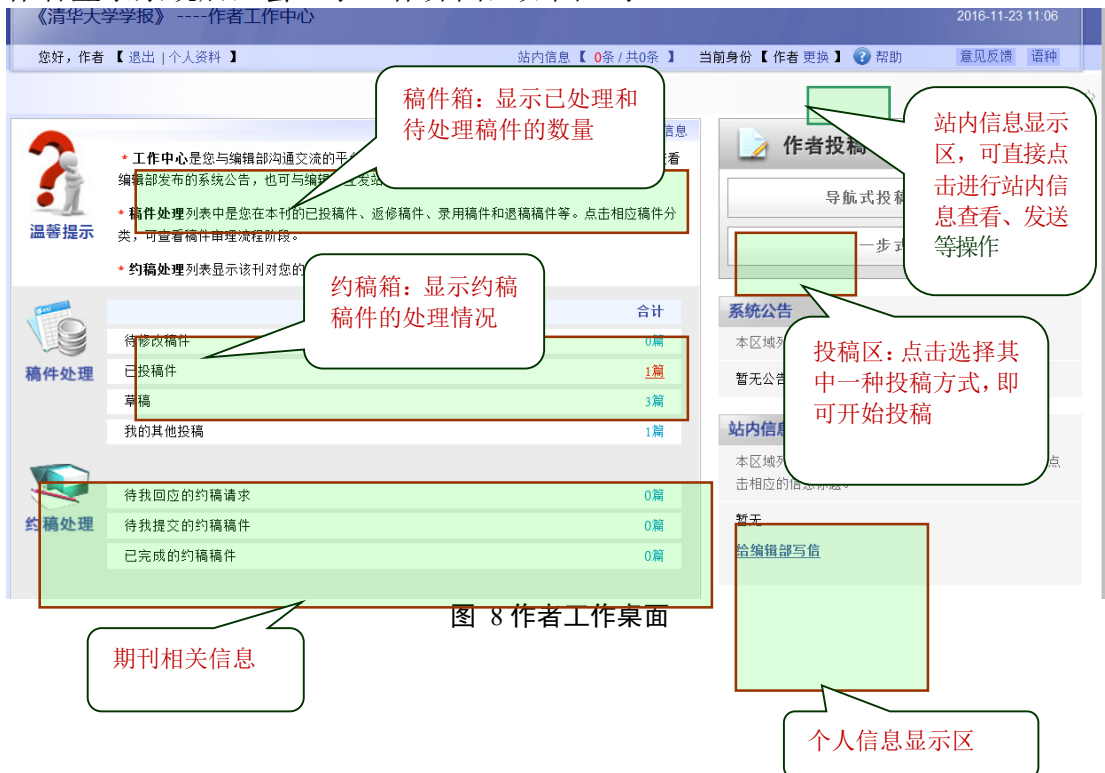 《清华大学学报》 ----作者工作中心
2016-11-23 11:06
您好，作者 【 退出 | 个人资料 】
站内信息【 0条 / 共0条 】 当前身份【 作者 更换 】 帮助 意见反馈 语种
稿件箱：显示已处理和
待处理稿件的数量
站内信息显示
区，可直接点
击进行站内信
息查看、发送
等操作
信息
温馨提示
* 工作中心是您与编辑部沟通交流的平
看
编辑部发布的系统公告，也可与编辑
* 稿件处理列表中是您在本刊的已投稿件、返修稿件、录用稿件和退稿稿件等。点击相应稿件分
类，可查看稿件审理流程阶段。
* 约稿处理列表显示该刊对您的
作者投稿
导航式投稿
一步式
约稿箱：显示约稿
稿件的处理情况
投稿区：点击选择其
中一种投稿方式，即
可开始投稿
稿件处理
合计
待修改稿件 0篇
已投稿件 1篇
草稿 3篇
我的其他投稿 1篇
约稿处理
待我回应的约稿请求 0篇
待我提交的约稿稿件 0篇
已完成的约稿稿件 0篇
系统公告
本区域
暂无公告
站内信息
本区域
点
击相应的信息标题。
暂无
给编辑部写信
图 8 作者工作桌面
期刊相关信息
个人信息显示区